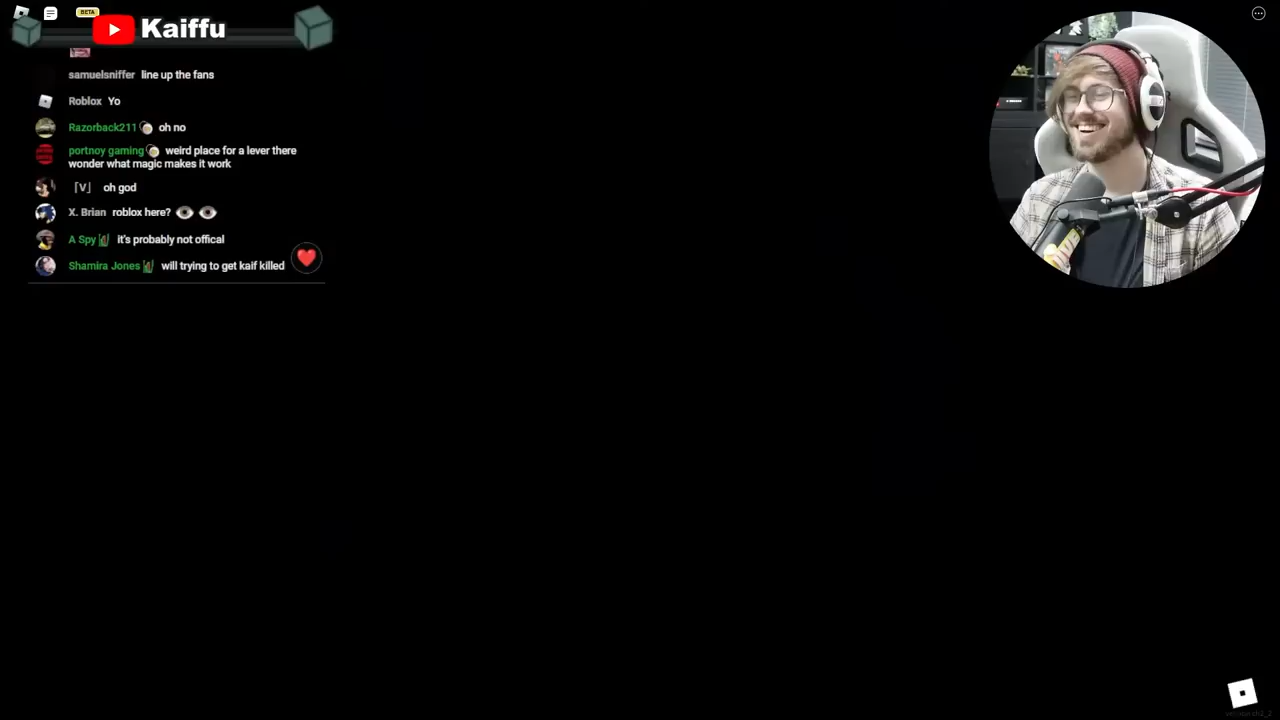 BETA
Kaiffu
samuelsniffer line up the fans
Roblox Yo
Razorback211 oh no
portnoy gaming weird place for a lever there
wonder what magic makes it work
「V」 oh god
X. Brian roblox here?
A Spy it's probably not offical
Shamira Jones will trying to get kaif killed